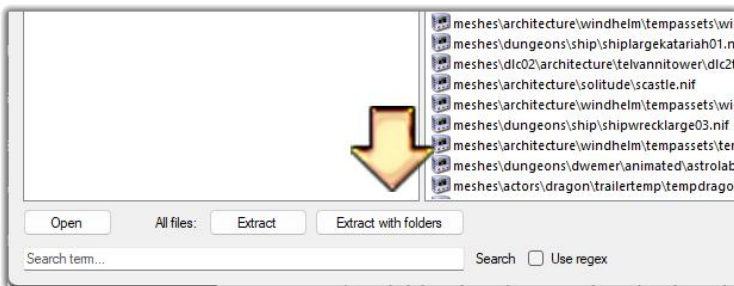 meshes\architecture\windhelm\tempassets\wi
meshes\dungeons\ship\shiplargekatariah01.n
meshes\dlc02\architecture\telvannitower\dlc2t
meshes\architecture\solitude\scastle.nif
meshes\architecture\windhelm\tempassets\wi
meshes\dungeons\ship\shipwrecklarge03.nif
meshes\architecture\windhelm\tempassets\ter
meshes\dungeons\dwemer\animated\astrolab
meshes\actors\dragon\trailertemp\tempdrago
Open All files: Extract Extract with folders
Search term... Search Use regex